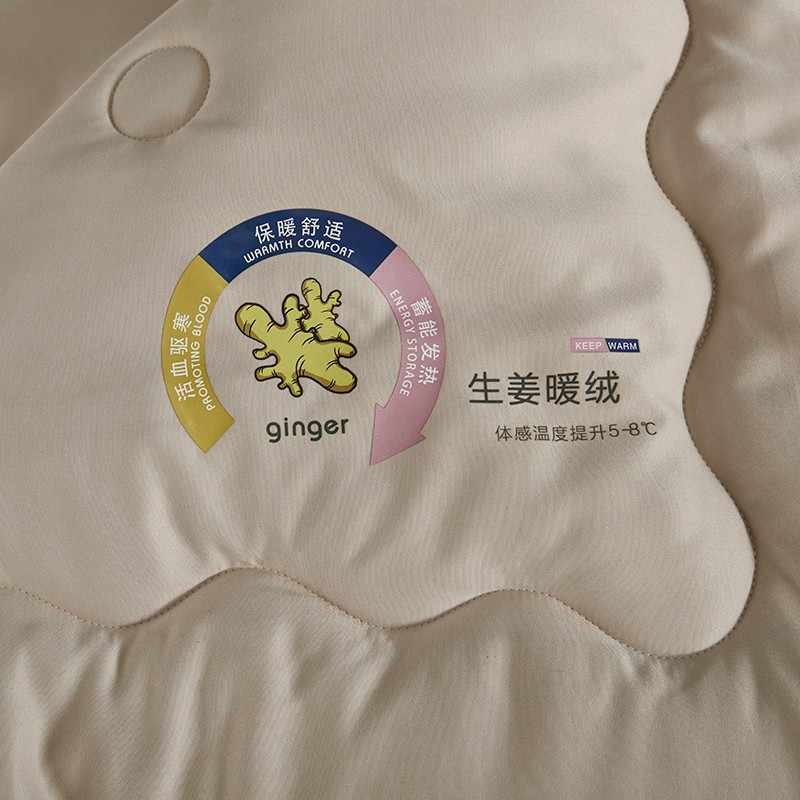 保暖舒适
WARMTH COMFORT
活血驱寒
PROMOTING BLOOD
蓄能发热
ENERGY STORAGE
ginger
KEEP WARM
生姜暖绒
体感温度提升5-8℃